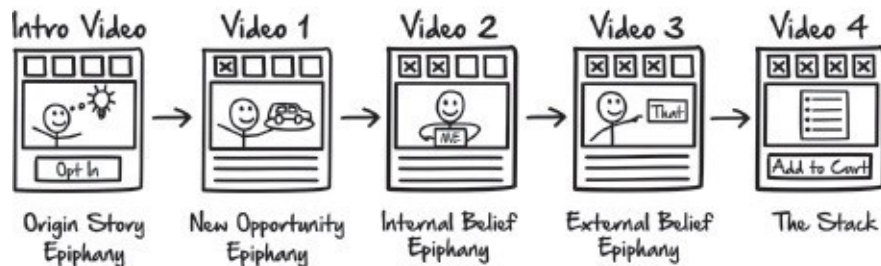 Intro Video
Video 1
Video 2
Video 3
Video 4
Opt In
ME
That
Add to Cart
Origin Story
Epiphany
New Opportunity
Epiphany
Internal Belief
Epiphany
External Belief
Epiphany
The Stack